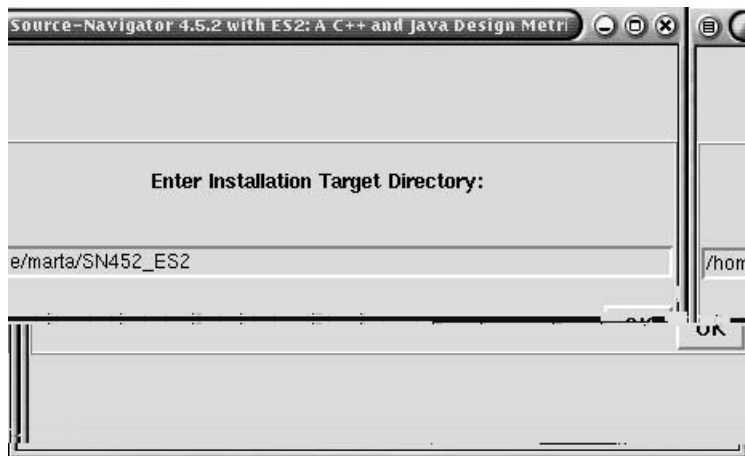 Source-Navigator 4.5.2 with ES2: A C++ and Java Design Metri
Enter Installation Target Directory:
e/marta/SN452_ES2
/hom
OK